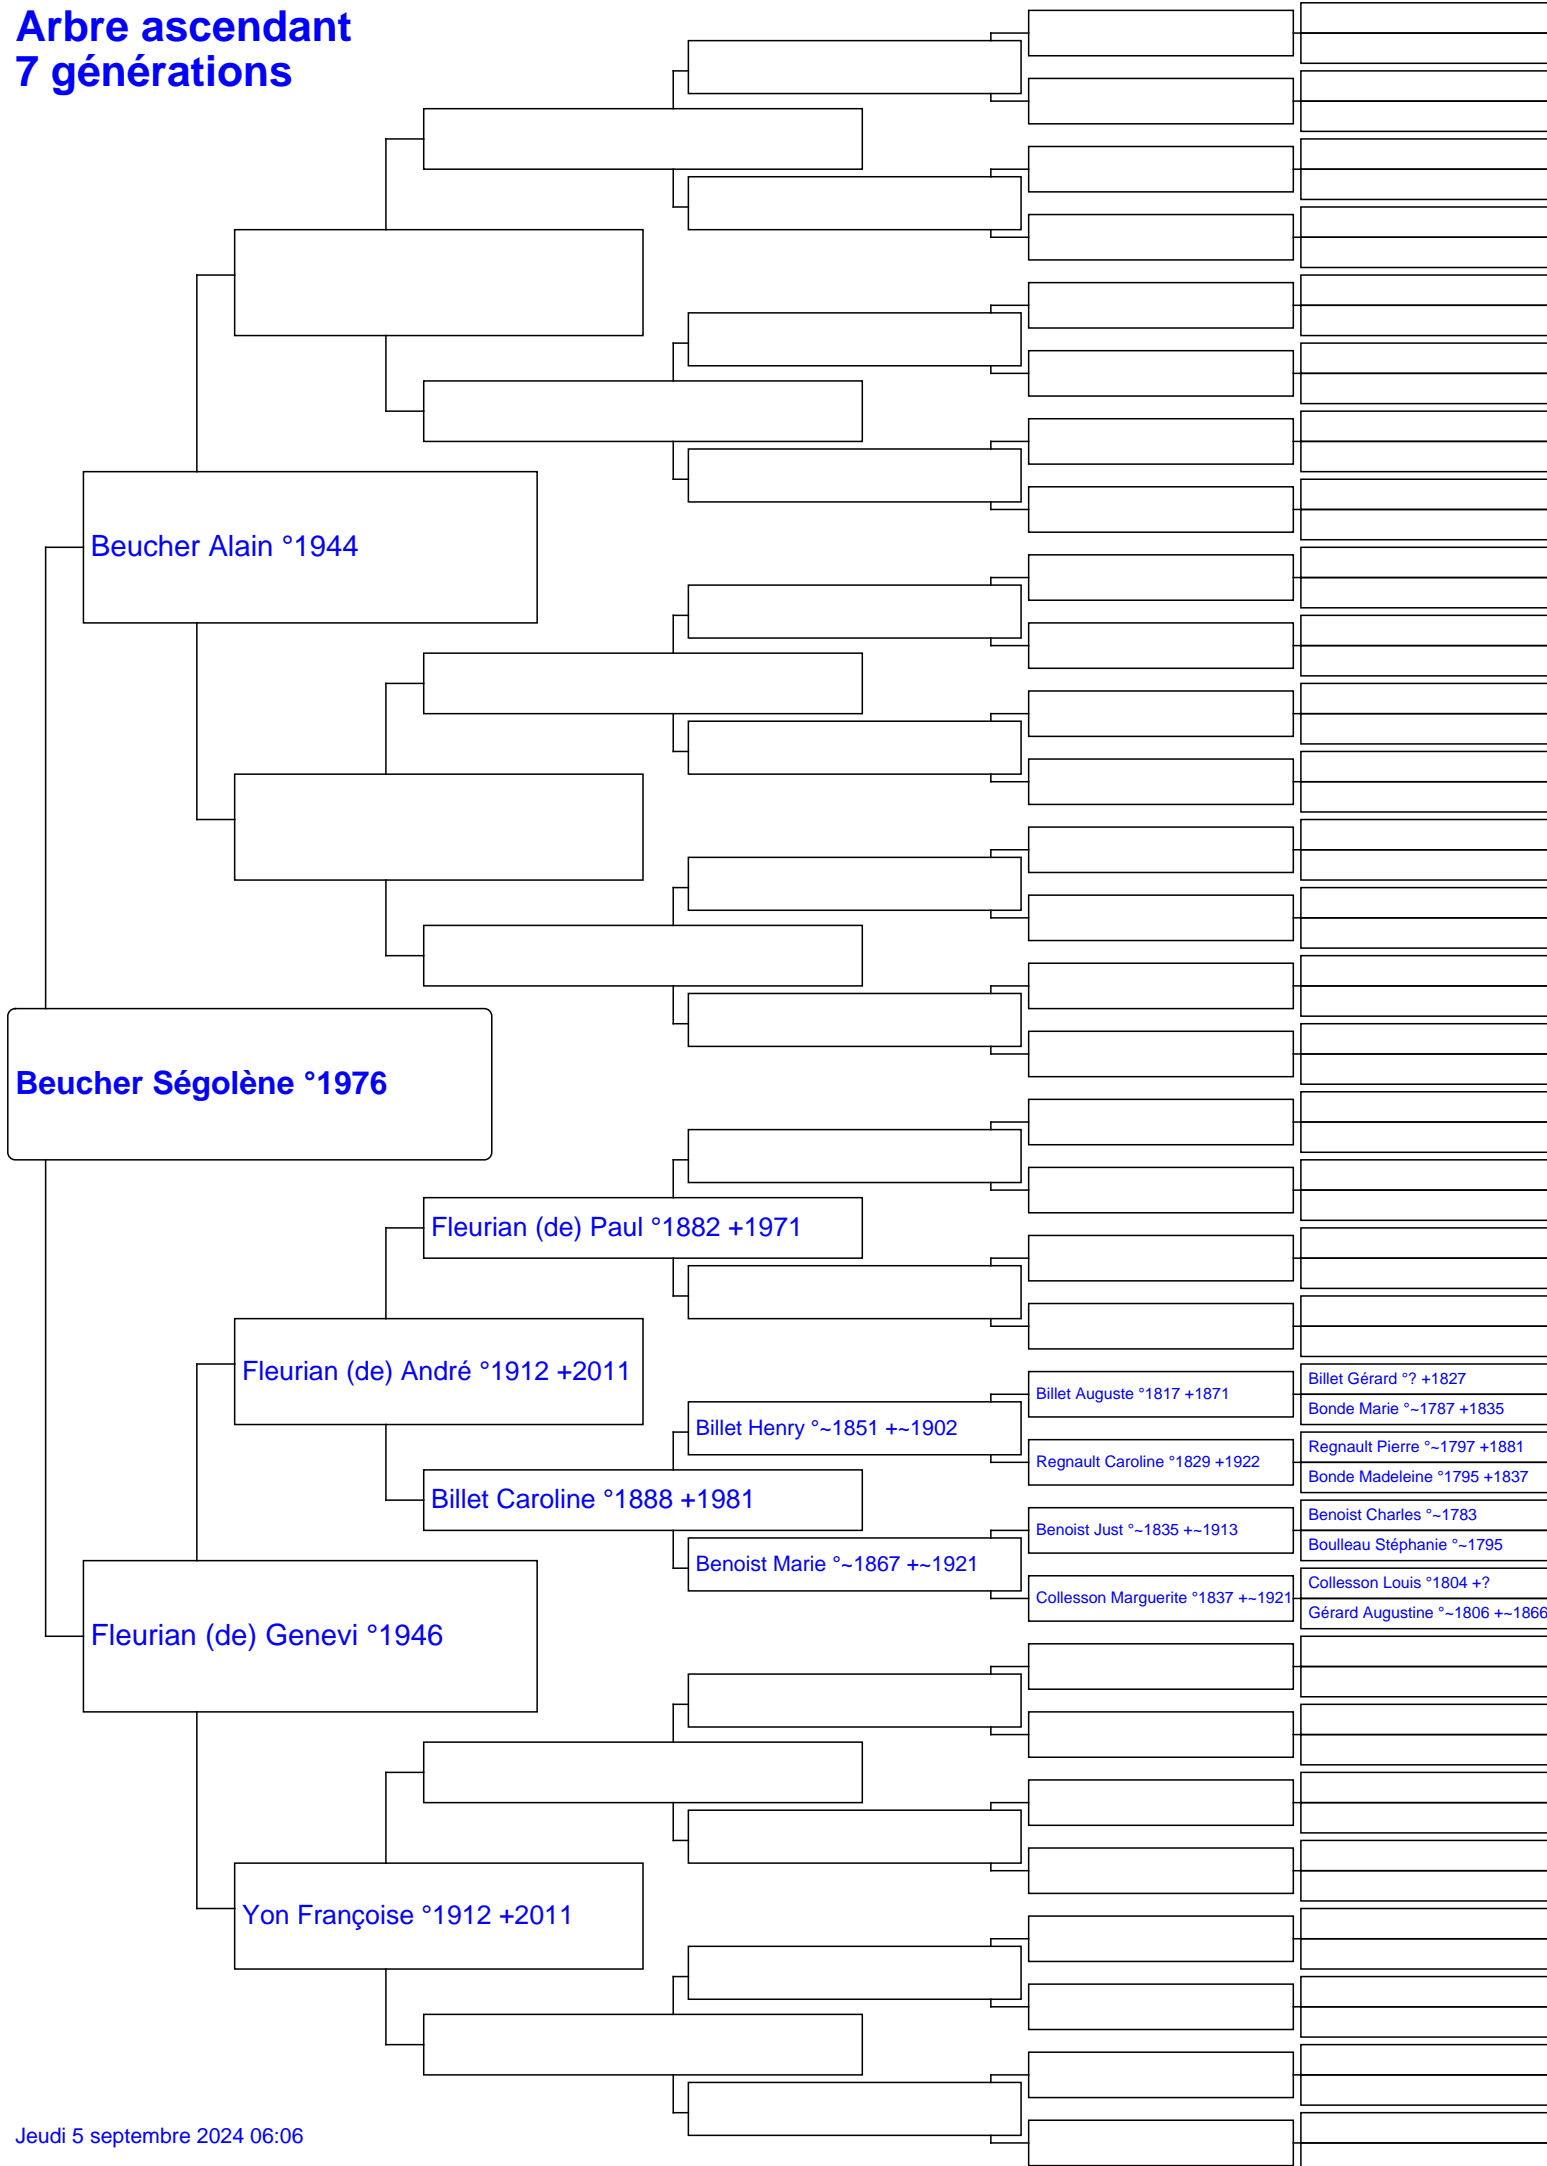 Arbre ascendant
7 générations
Beucher Alain °1944
Beucher Ségolène °1976
Fleurian (de) Paul °1882 +1971
Fleurian (de) André °1912 +2011
Billet Gérard °? +1827
Billet Auguste °1817 +1871
Bonde Marie °~1787 +1835
Billet Henry °~1851 +~1902
Regnault Pierre °~1797 +1881
Regnault Caroline °1829 +1922
Bonde Madeleine °1795 +1837
Billet Caroline °1888 +1981
Benoist Charles °~1783
Benoist Just °~1835 +~1913
Boulleau Stéphanie °~1795
Benoist Marie °~1867 +~1921
Collesson Louis °1804 +?
Collesson Marguerite °1837 +~1921
Gérard Augustine °~1806 +~1866
Fleurian (de) Genevi °1946
Yon Françoise °1912 +2011
Jeudi 5 septembre 2024 06:06